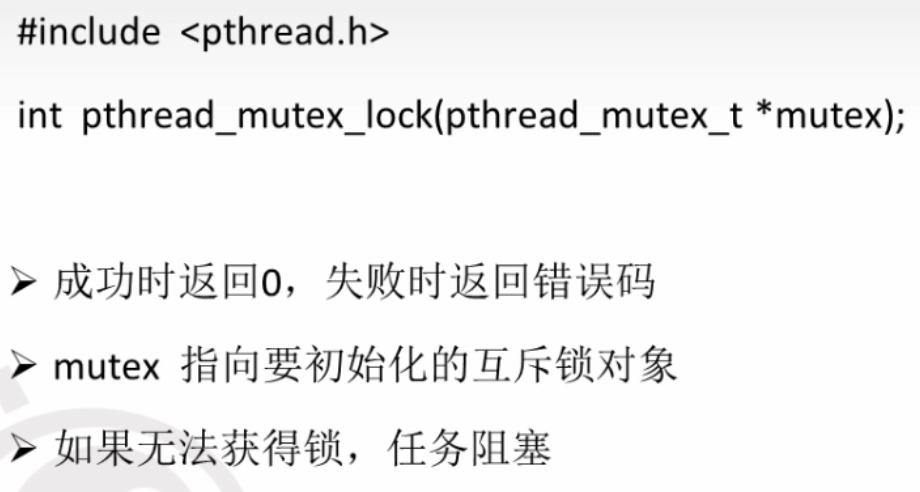 #include <pthread.h>
int pthread_mutex_lock(pthread_mutex_t *mutex);
➢ 成功时返回0，失败时返回错误码
➢ mutex 指向要初始化的互斥锁对象
➢ 如果无法获得锁，任务阻塞